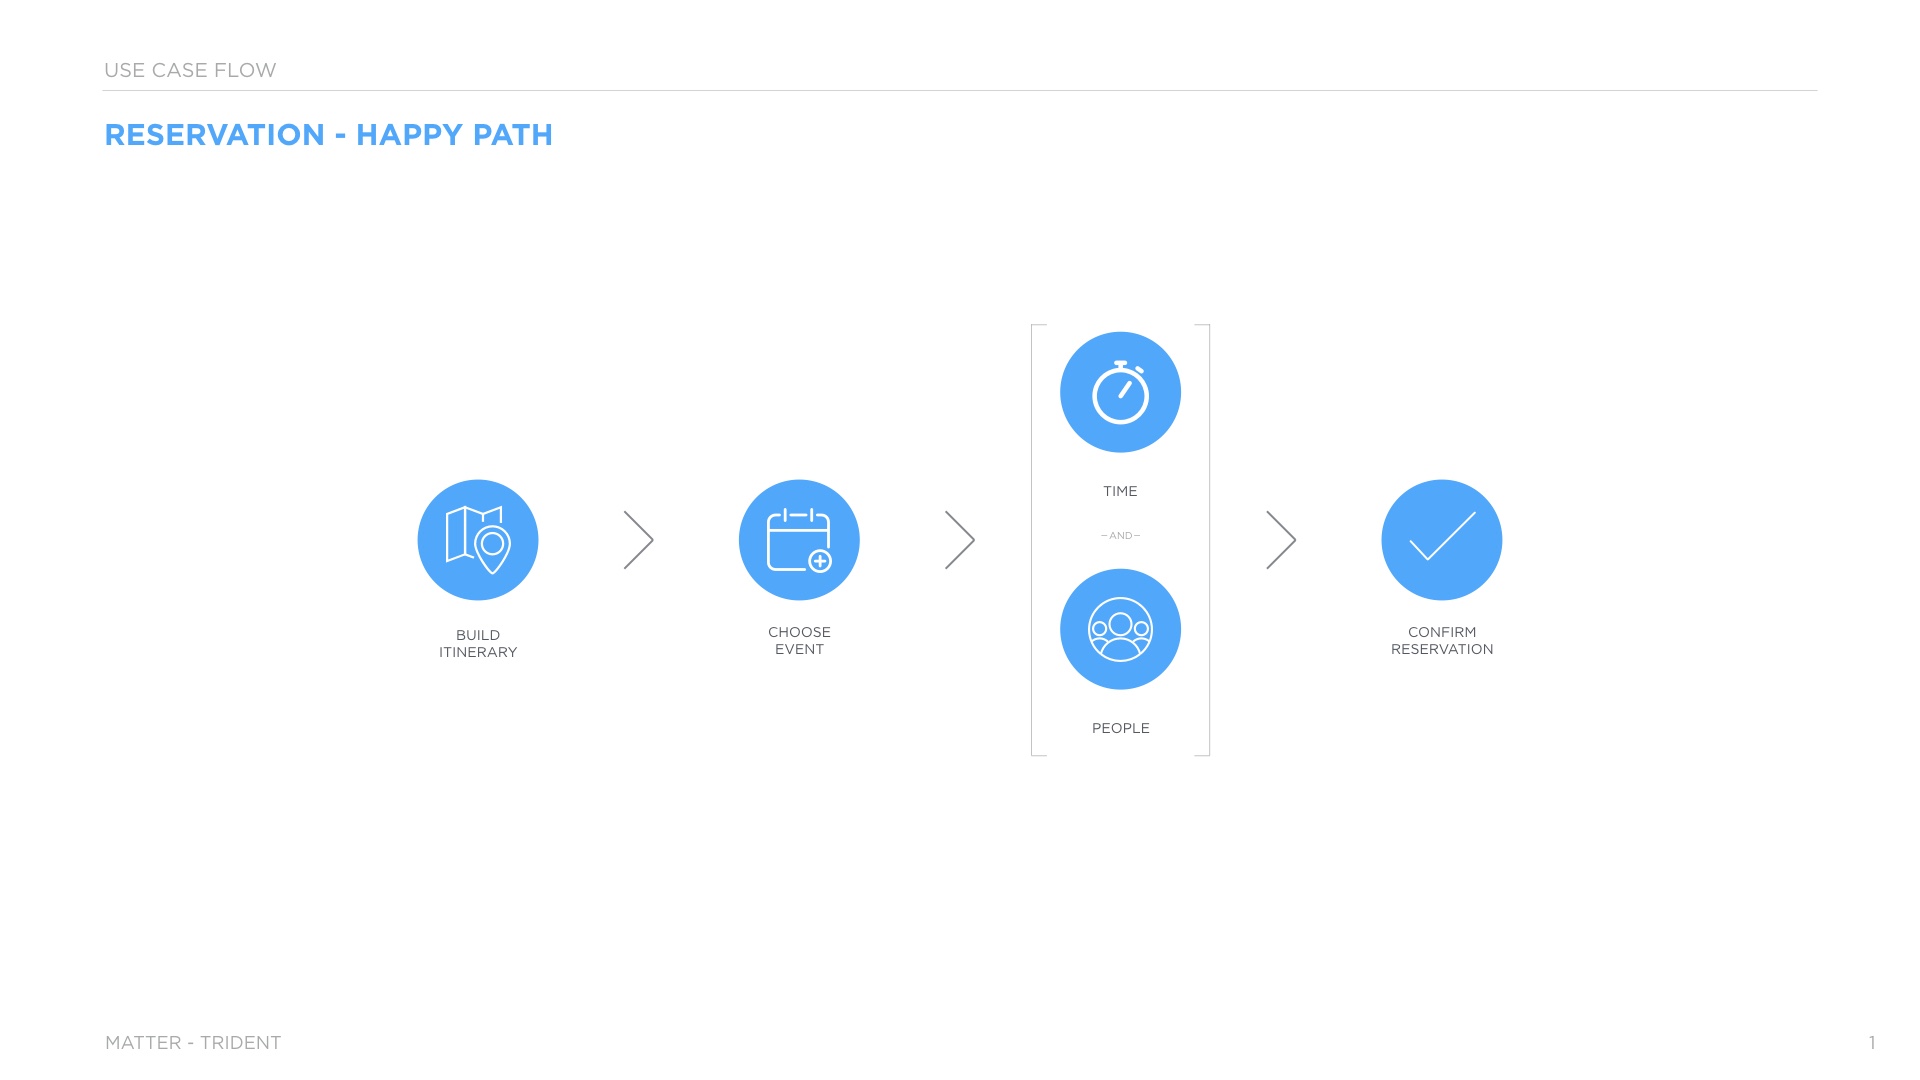 USE CASE FLOW
RESERVATION - HAPPY PATH
BUILD
ITINERARY
CHOOSE
EVENT
TIME
–AND–
PEOPLE
CONFIRM
RESERVATION
MATTER - TRIDENT
1